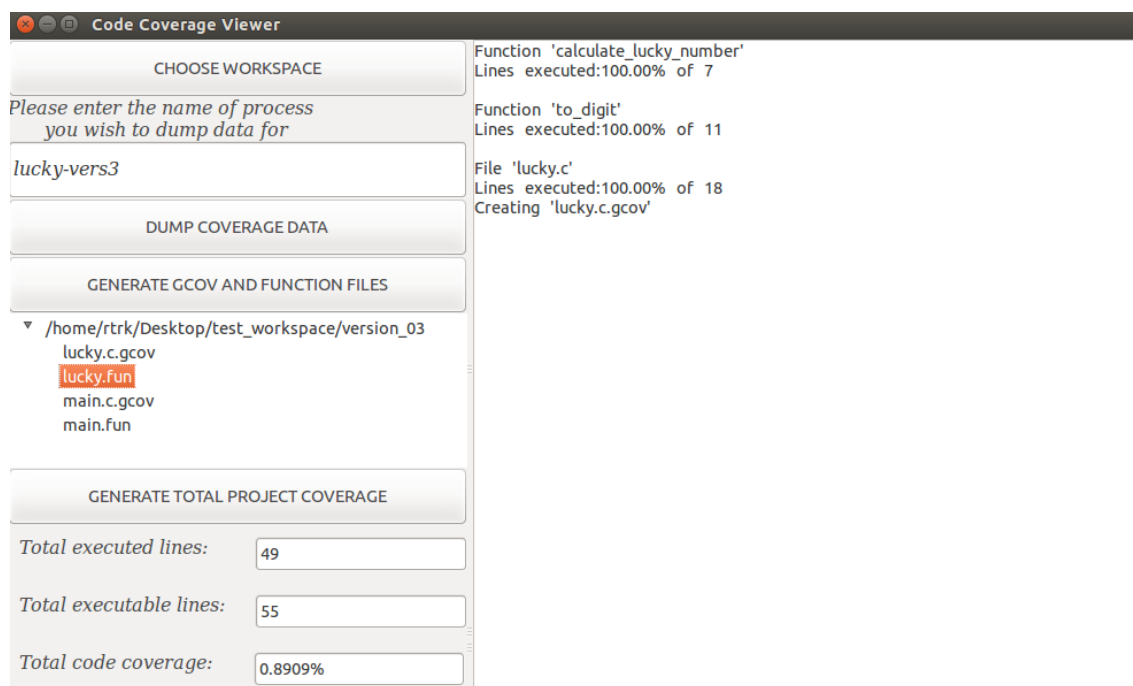 Code Coverage Viewer
CHOOSE WORKSPACE
Please enter the name of process
you wish to dump data for
lucky-vers3
DUMP COVERAGE DATA
GENERATE GCOV AND FUNCTION FILES
/home/rtrk/Desktop/test_workspace/version_03
lucky.c.gcov
lucky.fun
main.c.gcov
main.fun
GENERATE TOTAL PROJECT COVERAGE
Total executed lines: 49
Total executable lines: 55
Total code coverage: 0.8909%
Function 'calculate_lucky_number'
Lines executed:100.00% of 7
Function 'to_digit'
Lines executed:100.00% of 11
File 'lucky.c'
Lines executed:100.00% of 18
Creating 'lucky.c.gcov'